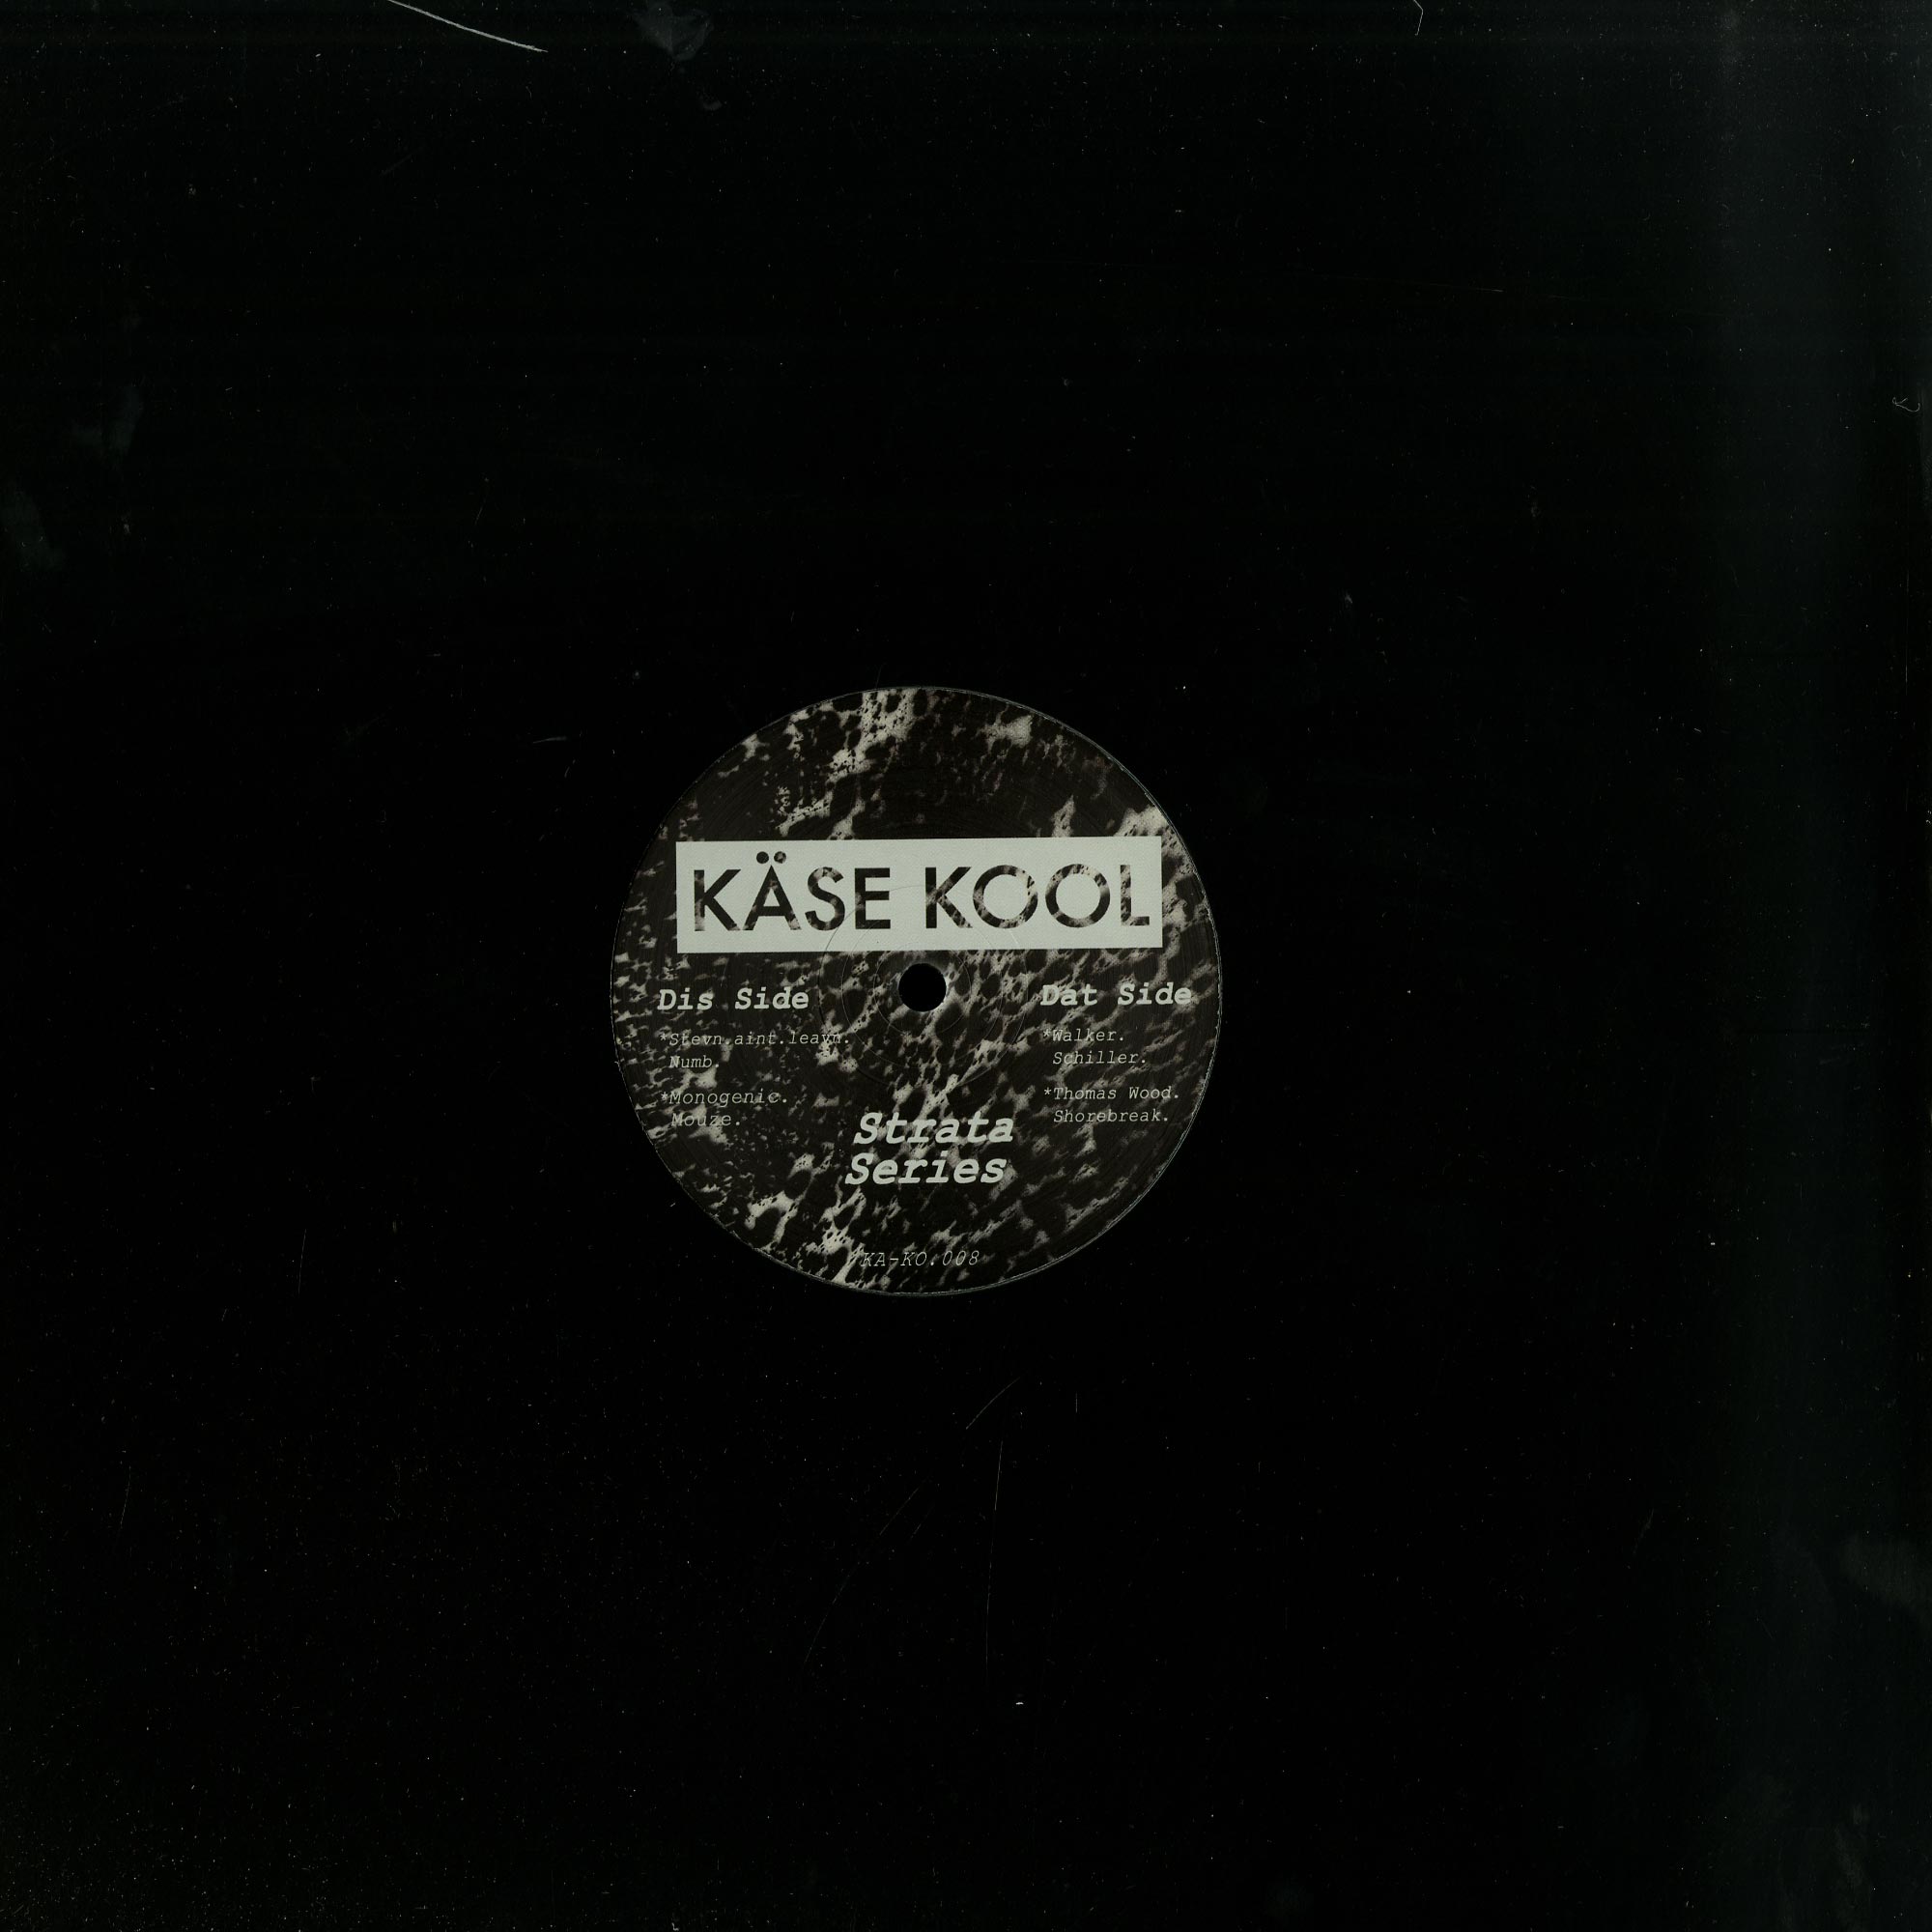 KÄSE KOOL
Dis Side
*Stevn.aint.leavn.
Numb.
*Monogenic.
Mouze.
Dat Side
*Walker.
Schiller.
*Thomas Wood.
Shorebreak.
Strata
Series
KA-KO.008